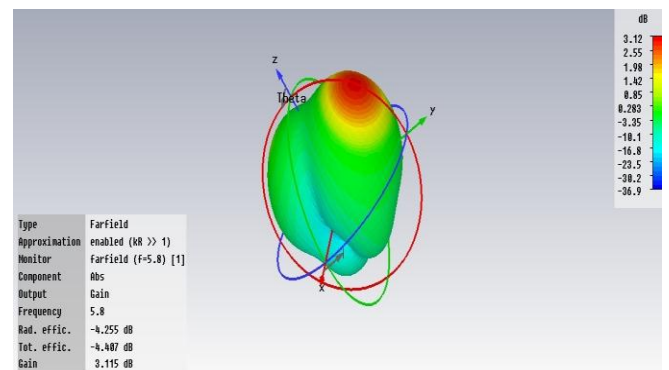 dB
3.12
2.55
1.98
1.42
0.85
0.283
-3.35
-10.1
-16.8
-23.5
-30.2
-36.9
z
Theta
y
x
Type Farfield
Approximation enabled (kR >> 1)
Monitor farfield (f=5.8) [1]
Component Abs
Output Gain
Frequency 5.8
Rad. effic. -4.255 dB
Tot. effic. -4.407 dB
Gain 3.115 dB